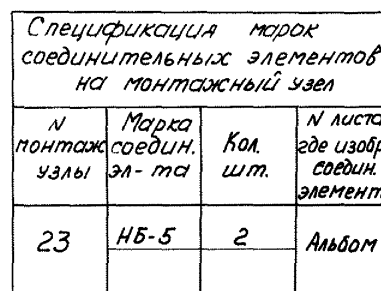 Спецификация марок
соединительных элементов
на монтажный узел
N монтаж узлы
Марка соедин. эл-та
Кол. шт.
N листа где изобр соедин. элемент
23 НБ-5 2 Альбом